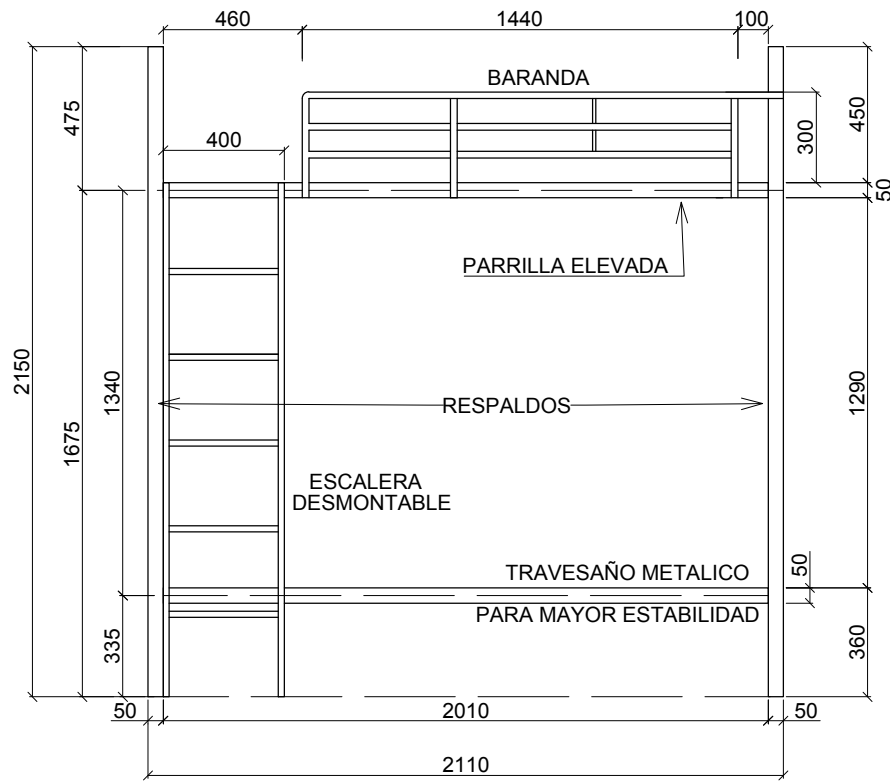 460
1440
100
BARANDA
475
400
300
450
50
PARRILLA ELEVADA
2150
1675
1340
RESPALDOS
1290
ESCALERA
DESMONTABLE
TRAVESAÑO METALICO
50
PARA MAYOR ESTABILIDAD
335
360
50
2010
50
2110